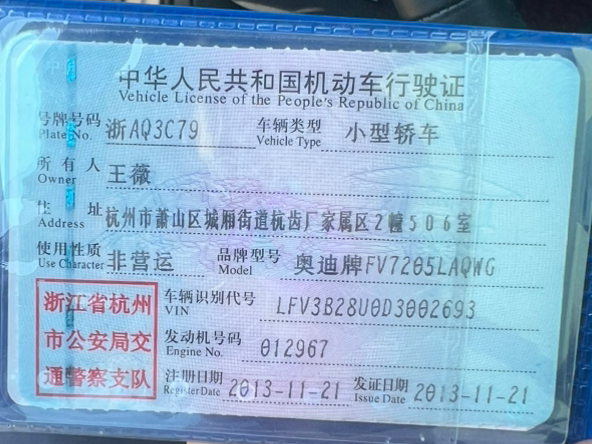 中华人民共和国机动车行驶证
Vehicle License of the People's Republic of China
号牌号码 浙AQ3C79 车辆类型 小型轿车
Plate No. Vehicle Type
所有人 王薇
Owner
住址 杭州市萧山区城厢街道杭齿厂家属区2幢506室
Address
使用性质 非营运 品牌型号 奥迪牌FV7205LAQWG
Use Character Model
浙江省杭州 车辆识别代号 LFV3B28U0D3002693
VIN
市公安局交 发动机号码 012967
Engine No.
通警察支队 注册日期 2013-11-21 发证日期 2013-11-21
Register Date Issue Date